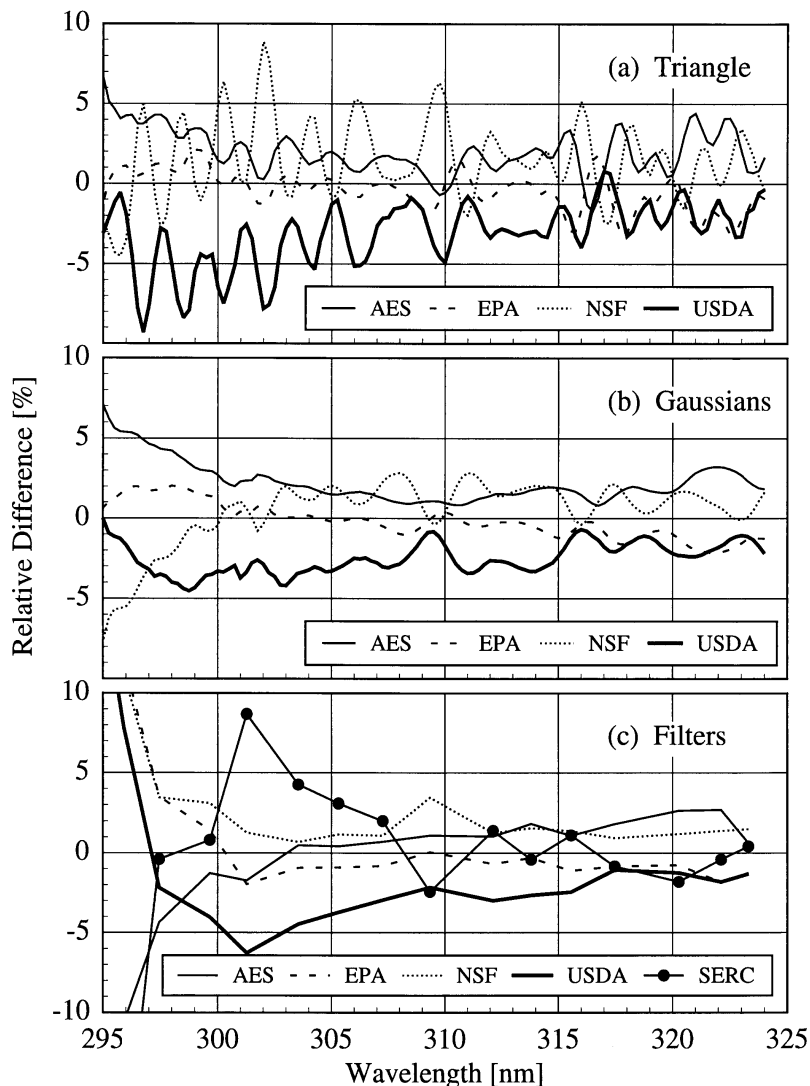 10
(a) Triangle
5
0
-5
AES EPA NSF USDA
10
(b) Gaussians
5
0
-5
AES EPA NSF USDA
10
(c) Filters
5
0
-5
AES EPA NSF USDA SERC
-10
295 300 305 310 315 320 325
Wavelength [nm]
Relative Difference [%]